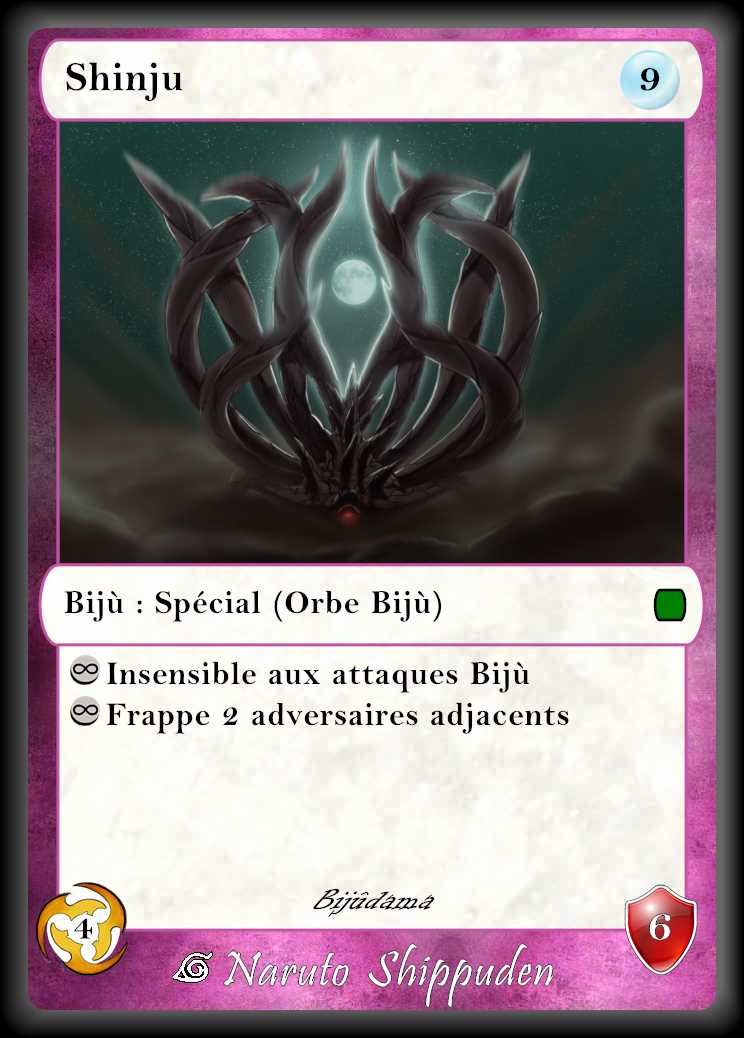 Shinju
9
Bijù : Spécial (Orbe Bijù)
∞ Insensible aux attaques Bijù
∞ Frappe 2 adversaires adjacents
Bijûdama
4
6
Naruto Shippuden